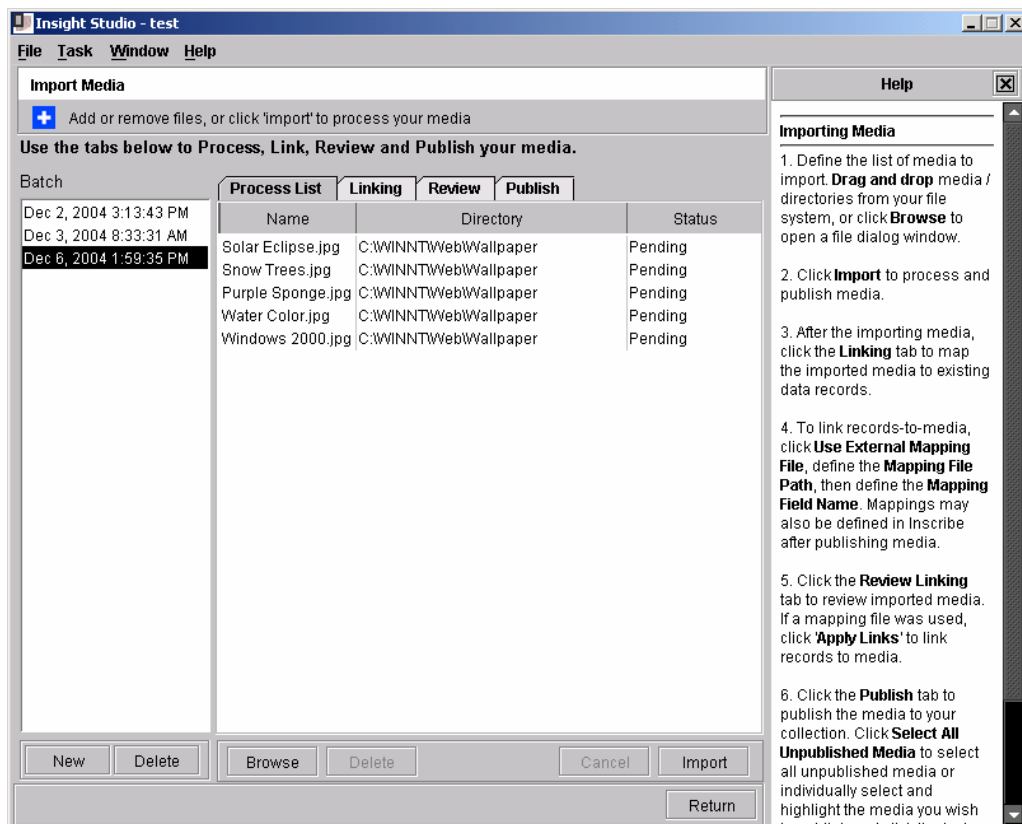 Insight Studio - test
File Task Window Help
Import Media
Add or remove files, or click 'import' to process your media
Use the tabs below to Process, Link, Review and Publish your media.
Batch
Dec 2, 2004 3:13:43 PM
Dec 3, 2004 8:33:31 AM
Dec 6, 2004 1:59:35 PM
New Delete
Process List Linking Review Publish
Name Directory Status
Solar Eclipse.jpg C:\WINNT\Web\Wallpaper Pending
Snow Trees.jpg C:\WINNT\Web\Wallpaper Pending
Purple Sponge.jpg C:\WINNT\Web\Wallpaper Pending
Water Color.jpg C:\WINNT\Web\Wallpaper Pending
Windows 2000.jpg C:\WINNT\Web\Wallpaper Pending
Browse Delete Cancel Import
Return
Help
Importing Media
1. Define the list of media to
import. Drag and drop media /
directories from your file
system, or click Browse to
open a file dialog window.
2. Click Import to process and
publish media.
3. After the importing media,
click the Linking tab to map
the imported media to existing
data records.
4. To link records-to-media,
click Use External Mapping
File, define the Mapping File
Path, then define the Mapping
Field Name. Mappings may
also be defined in Inscribe
after publishing media.
5. Click the Review Linking
tab to review imported media.
If a mapping file was used,
click 'Apply Links' to link
records to media.
6. Click the Publish tab to
publish the media to your
collection. Click Select All
Unpublished Media to select
all unpublished media or
individually select and
highlight the media you wish